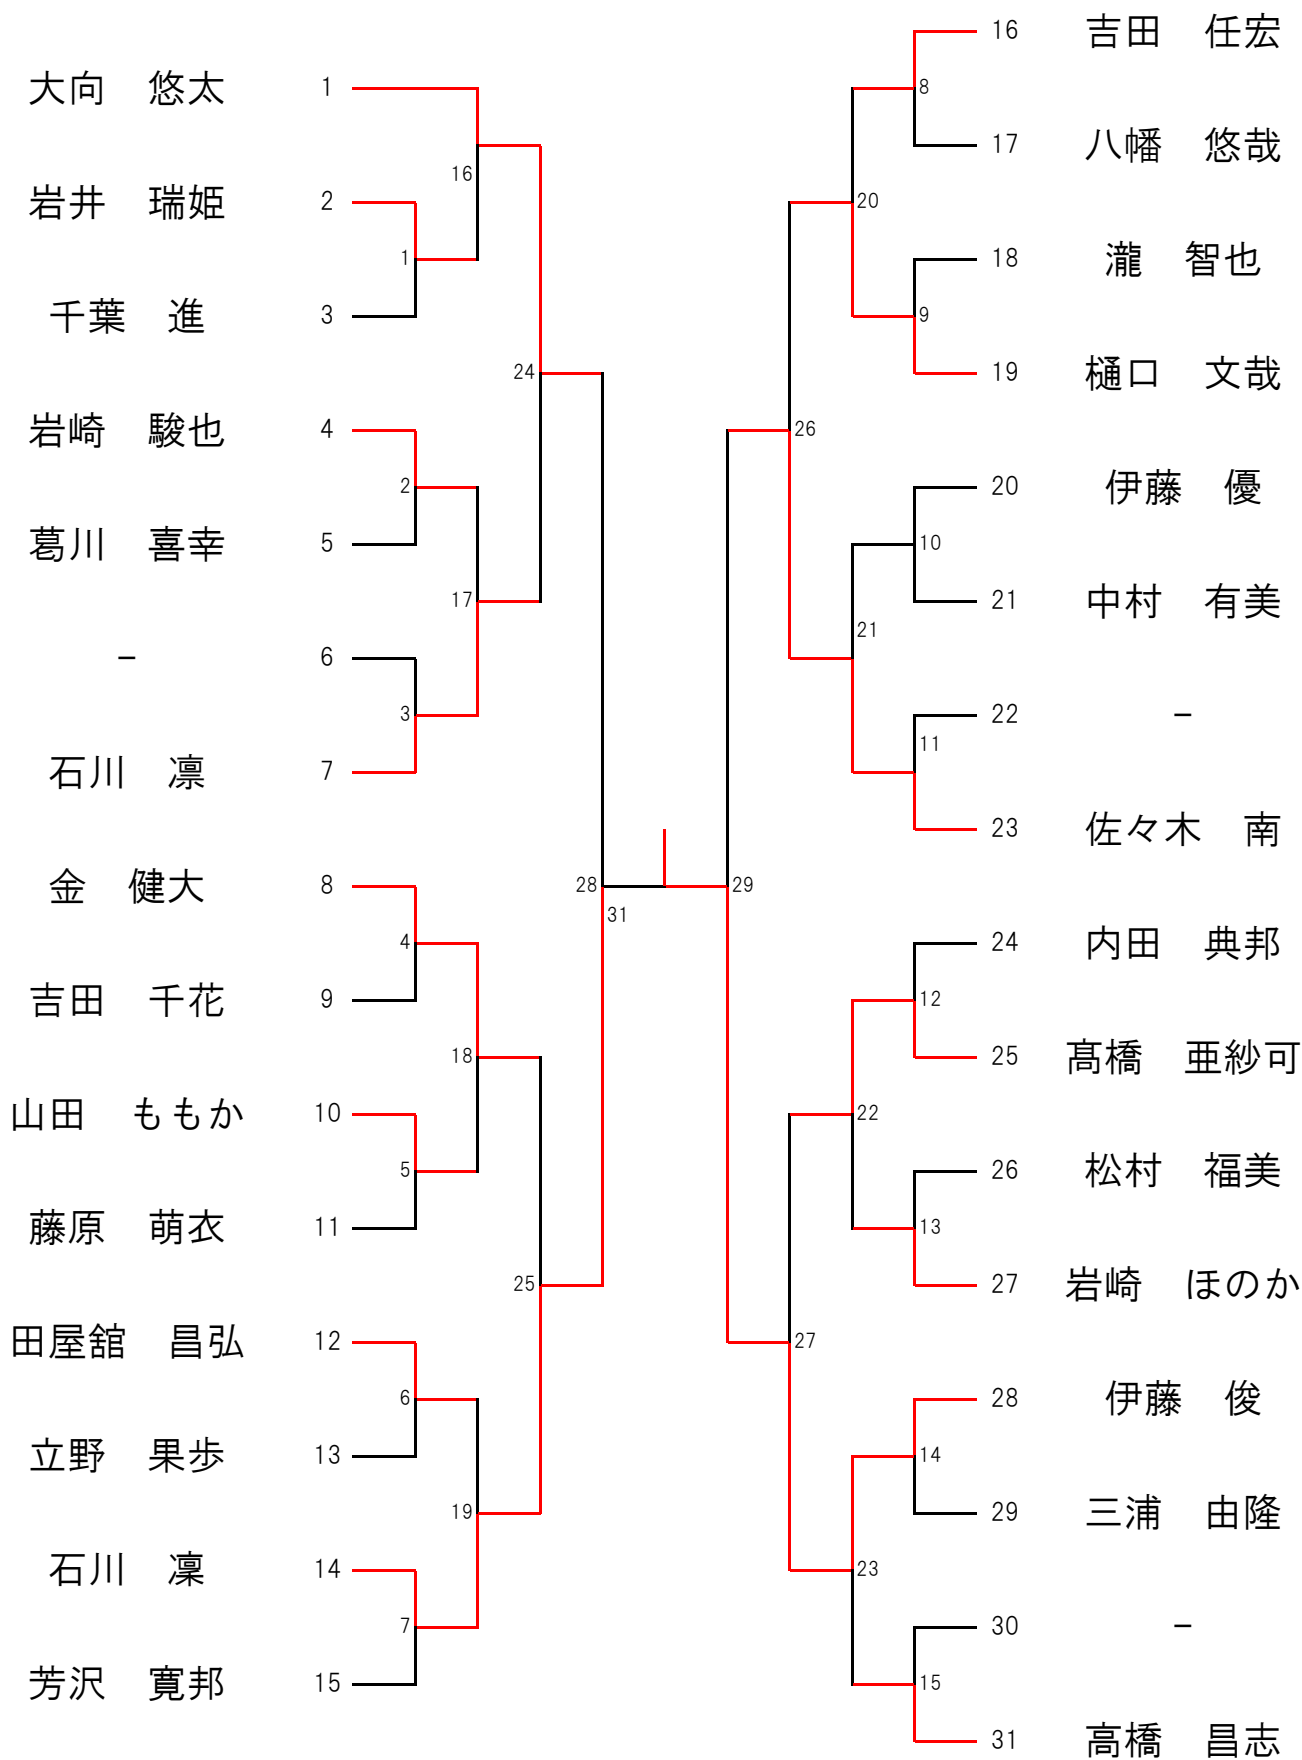 大向　悠太 1
岩井　瑞姫 2
千葉　進 3
岩崎　駿也 4
葛川　喜幸 5
− 6
石川　凛 7
金　健大 8
吉田　千花 9
山田　ももか 10
藤原　萌衣 11
田屋舘　昌弘 12
立野　果歩 13
石川　凜 14
芳沢　寛邦 15
16
1
24
2
17
3
28
31
4
18
5
25
6
19
7
16 吉田　任宏
17 八幡　悠哉
18 瀧　智也
19 樋口　文哉
20 伊藤　優
21 中村　有美
22 −
23 佐々木　南
24 内田　典邦
25 髙橋　亜紗可
26 松村　福美
27 岩崎　ほのか
28 伊藤　俊
29 三浦　由隆
30 −
31 高橋　昌志
8
20
9
26
10
21
11
29
12
22
13
27
14
23
15